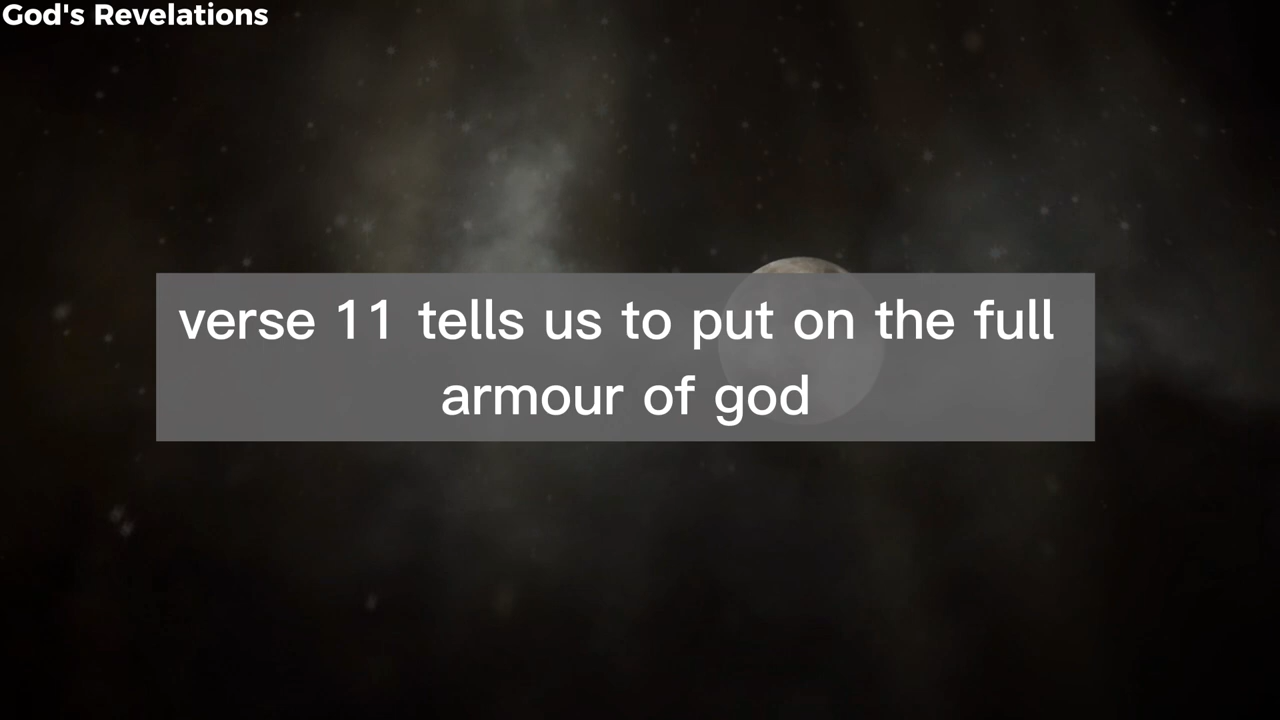 God's Revelations
verse 11 tells us to put on the full
armour of god